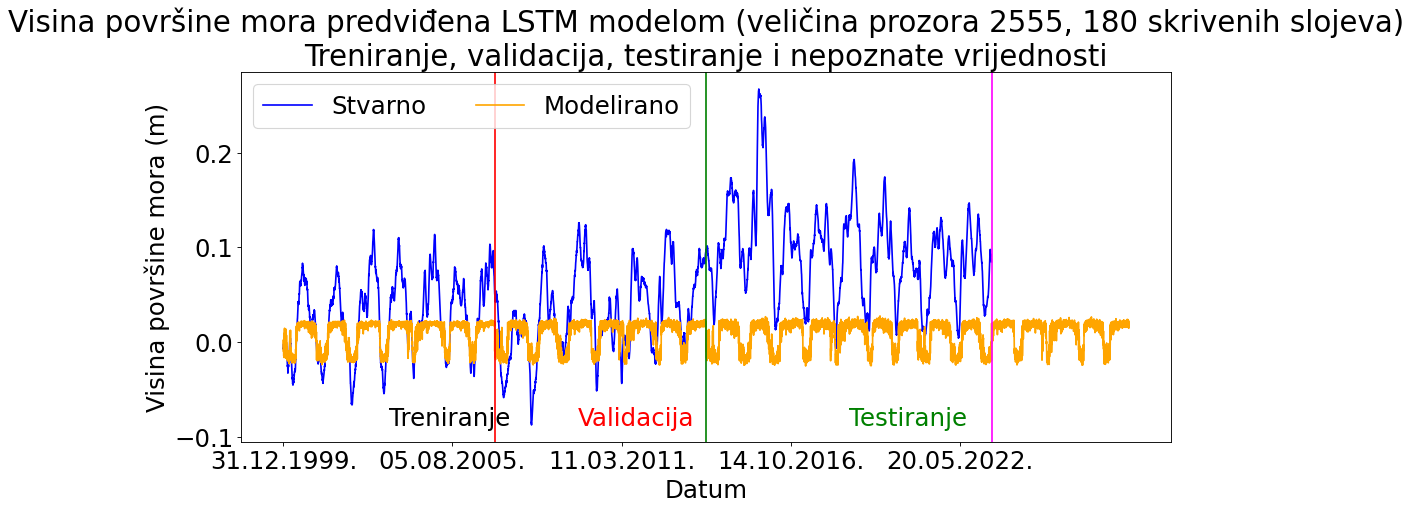 Visina površine mora predviđena LSTM modelom (veličina prozora 2555, 180 skrivenih slojeva)
Treniranje, validacija, testiranje i nepoznate vrijednosti
Stvarno
Modelirano
Visina površine mora (m)
0.2
0.1
0.0
−0.1
Treniranje
Validacija
Testiranje
31.12.1999.
05.08.2005.
11.03.2011.
14.10.2016.
20.05.2022.
Datum